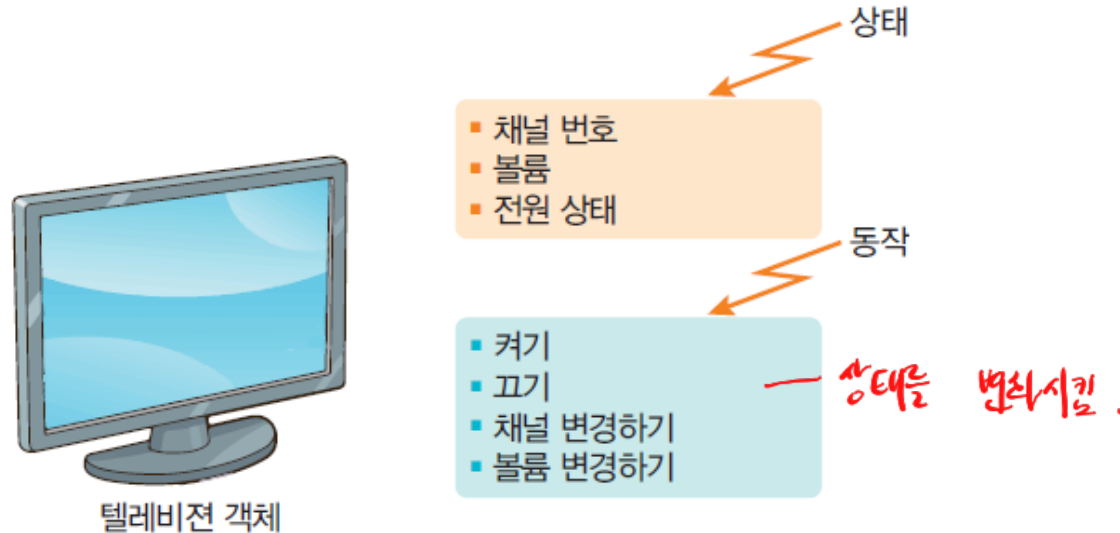 상태
채널 번호
볼륨
전원 상태
동작
켜기
끄기
채널 변경하기
볼륨 변경하기
상태를 변화시킴.
텔레비젼 객체